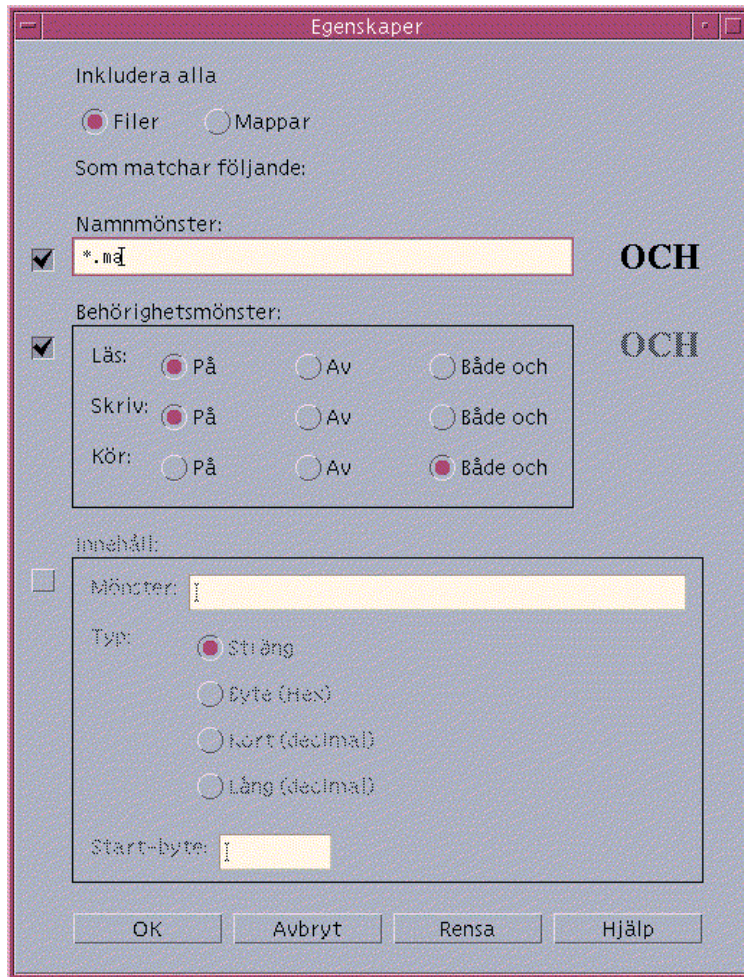 Egenskaper
Inkludera alla
Filer Mappar
Som matchar följande:
Namnmönster:
*.ma OCH
Behörighetsmönster:
OCH
Läs: På Av Både och
Skriv: På Av Både och
Kör: På Av Både och
Innehåll:
Mönster:
Typ: Sträng
Byte (Hex)
Kort (decimal)
Lång (decimal)
Start-byte:
OK Avbryt Rensa Hjälp